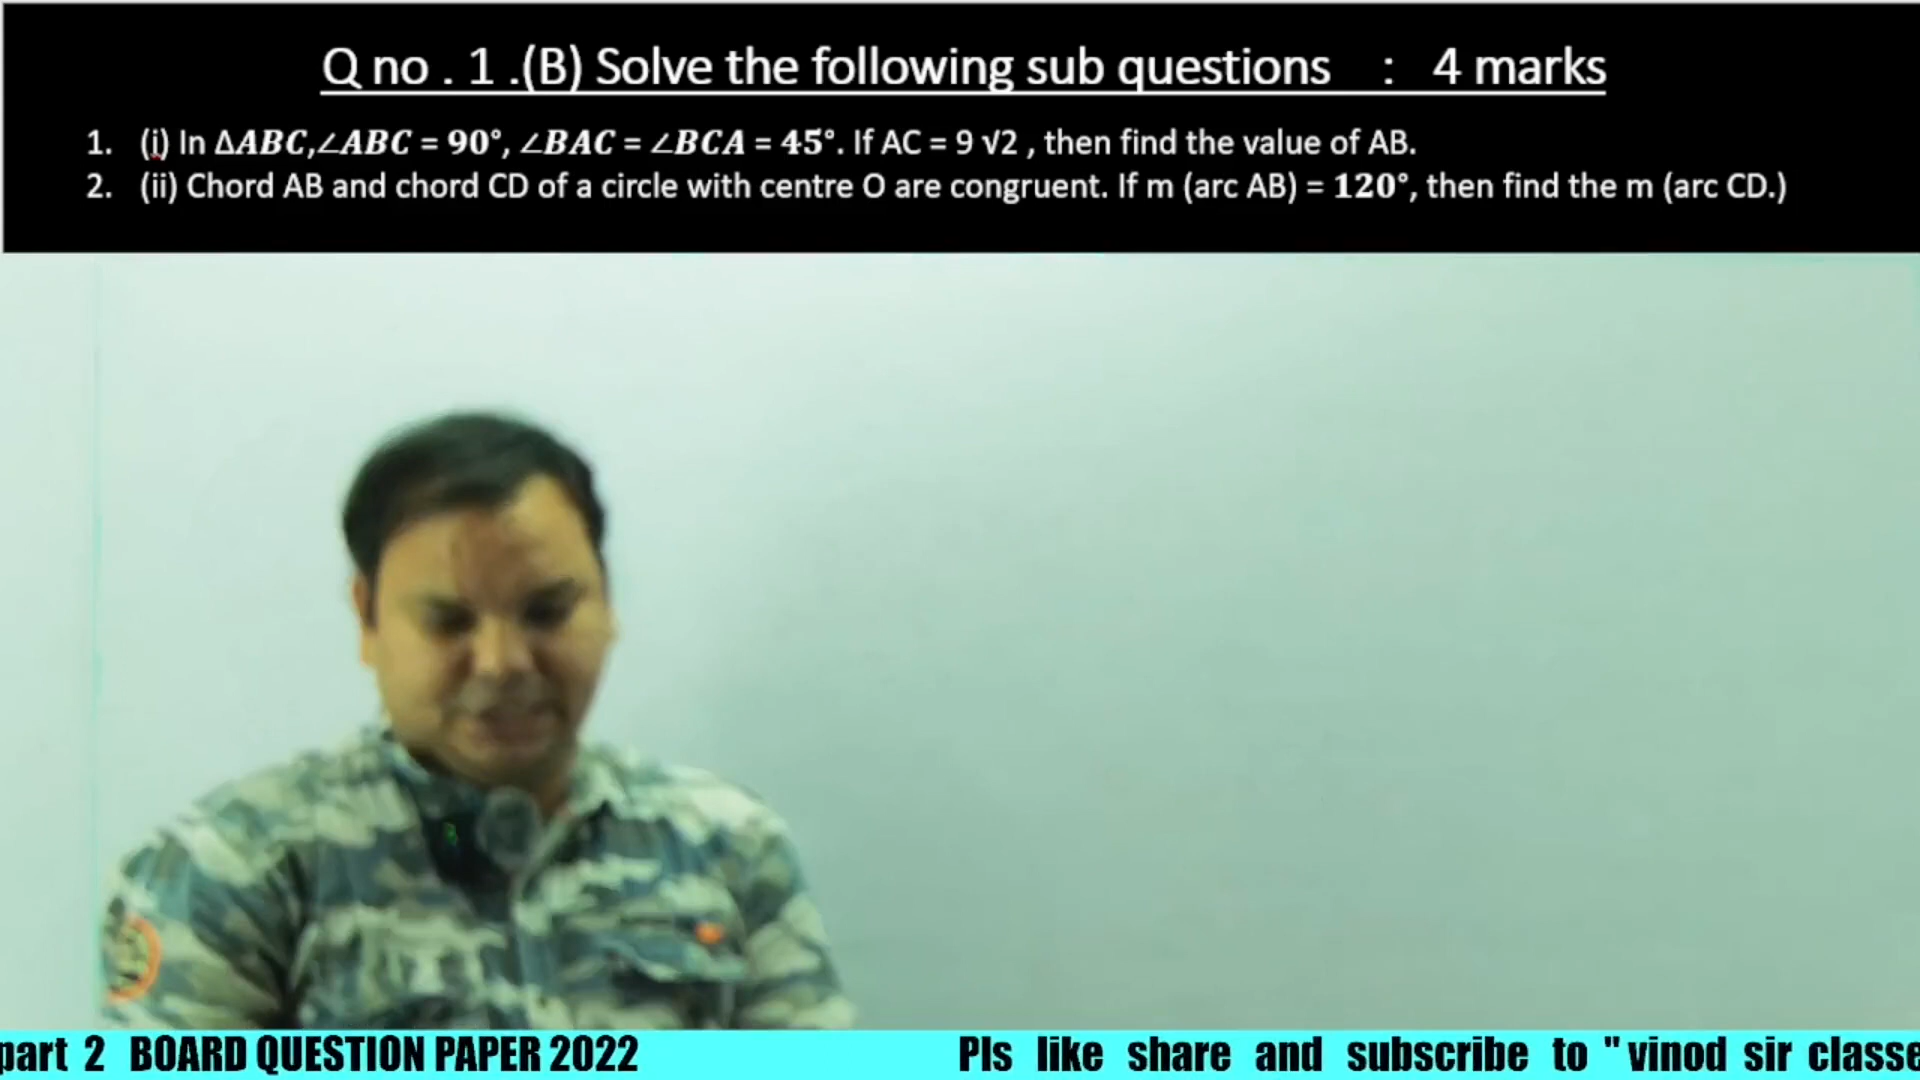 Q no . 1 .(B) Solve the following sub questions : 4 marks
1. (i) In ΔABC,∠ABC = 90°, ∠BAC = ∠BCA = 45°. If AC = 9 √2 , then find the value of AB.
2. (ii) Chord AB and chord CD of a circle with centre O are congruent. If m (arc AB) = 120°, then find the m (arc CD.)
part 2 BOARD QUESTION PAPER 2022 Pls like share and subscribe to "vinod sir classe